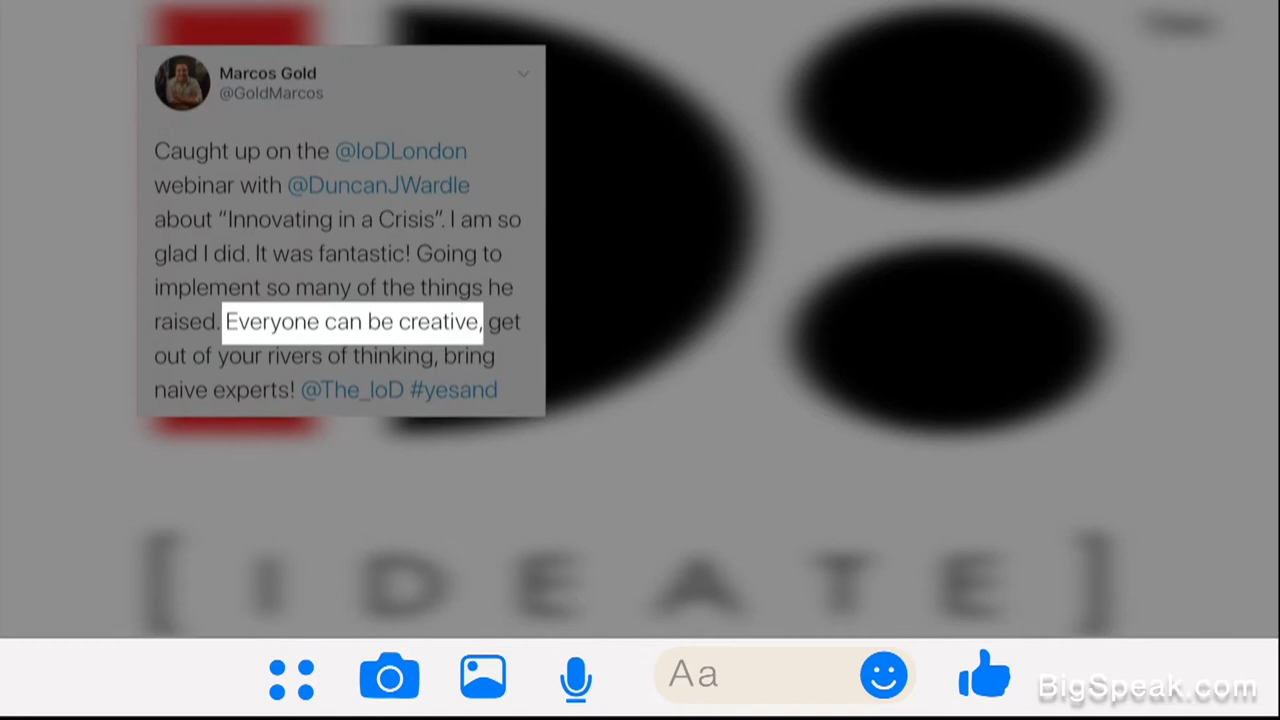 Marcos Gold
@GoldMarcos
Caught up on the @IoDLondon
webinar with @DuncanJWardle
about “Innovating in a Crisis”. I am so
glad I did. It was fantastic! Going to
implement so many of the things he
raised. Everyone can be creative, get
out of your rivers of thinking, bring
naive experts! @The_IoD #yesand
[ I D E A T E ]
Aa
BigSpeak.com